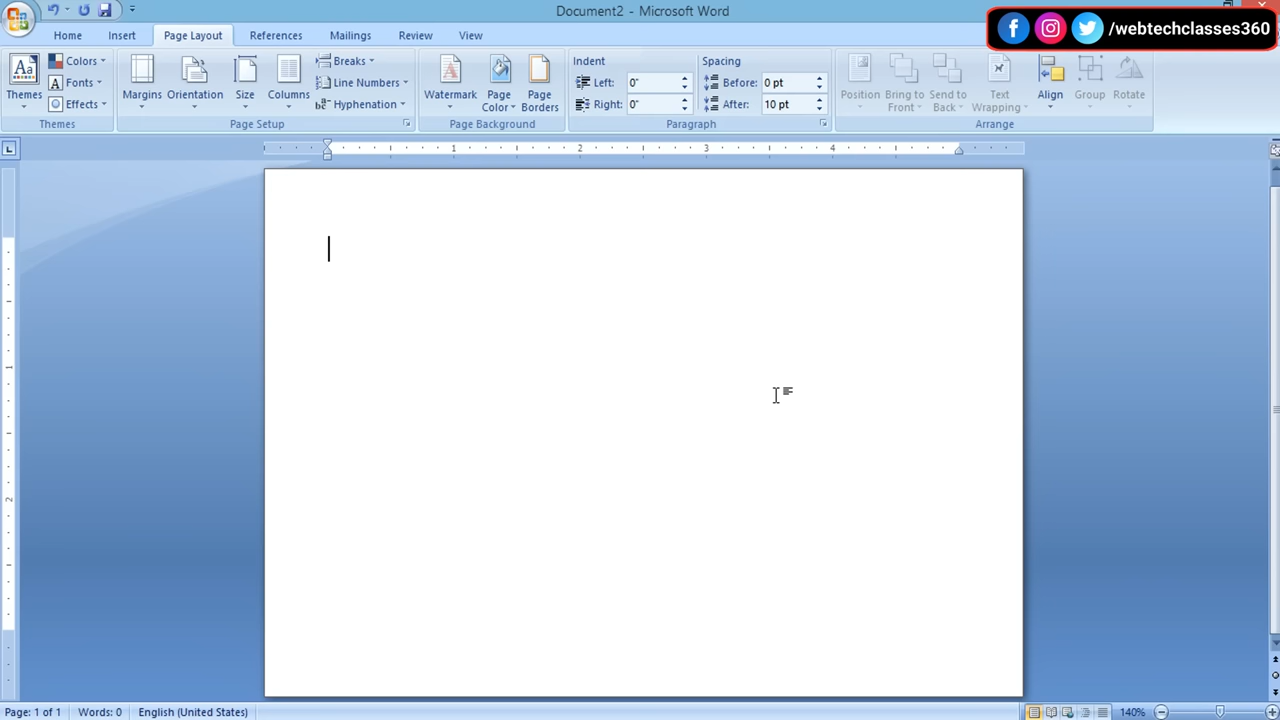 Document2 - Microsoft Word
/webtechclasses360
Home Insert Page Layout References Mailings Review View
Themes
Colors
Fonts
Effects
Themes
Margins
Orientation
Size
Columns
Breaks
Line Numbers
Hyphenation
Page Setup
Watermark
Page
Color
Page
Borders
Page Background
Indent
Left: 0"
Right: 0"
Spacing
Before: 0 pt
After: 10 pt
Paragraph
Position
Bring to
Front
Send to
Back
Text
Wrapping
Align
Group
Rotate
Arrange
1 2 3 4
1
2
Page: 1 of 1 Words: 0 English (United States) 140%